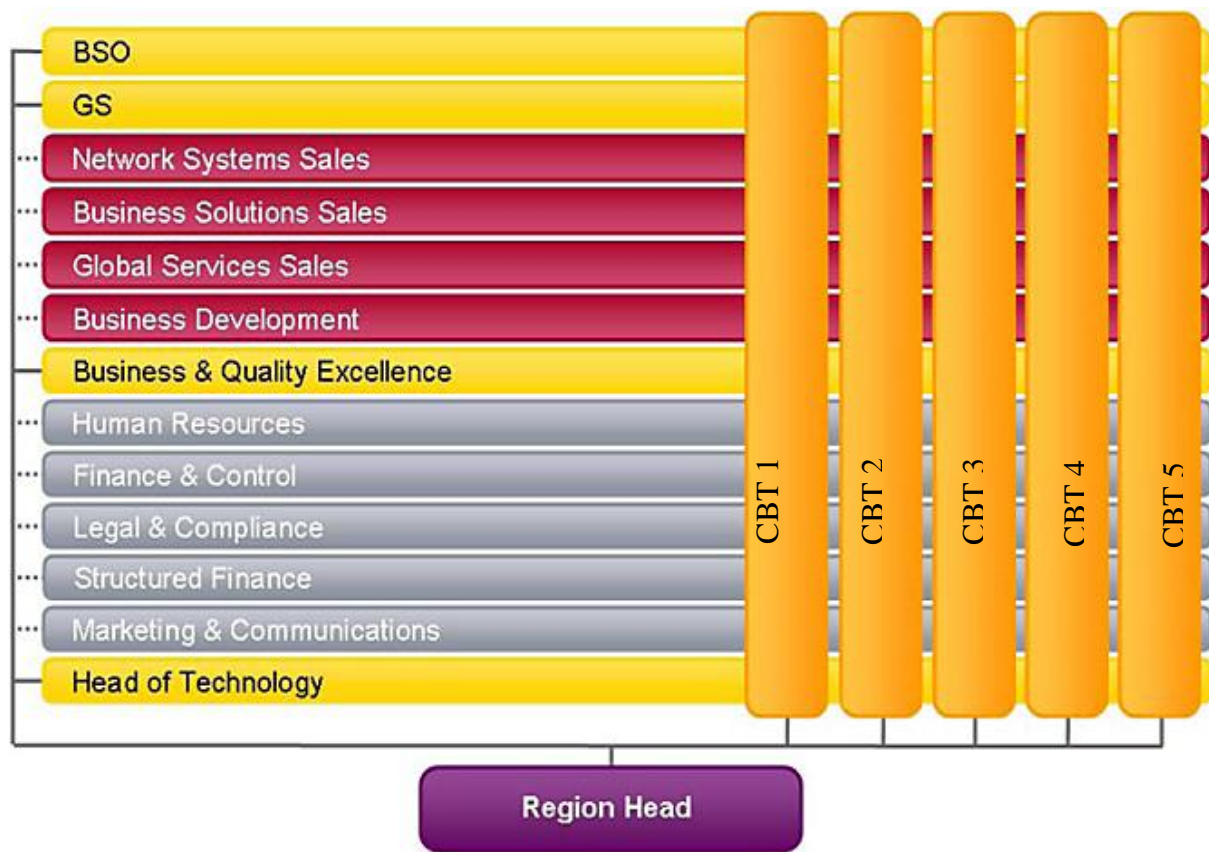 BSO
GS
Network Systems Sales
Business Solutions Sales
Global Services Sales
Business Development
Business & Quality Excellence
Human Resources
Finance & Control
Legal & Compliance
Structured Finance
Marketing & Communications
Head of Technology
CBT 1
CBT 2
CBT 3
CBT 4
CBT 5
Region Head